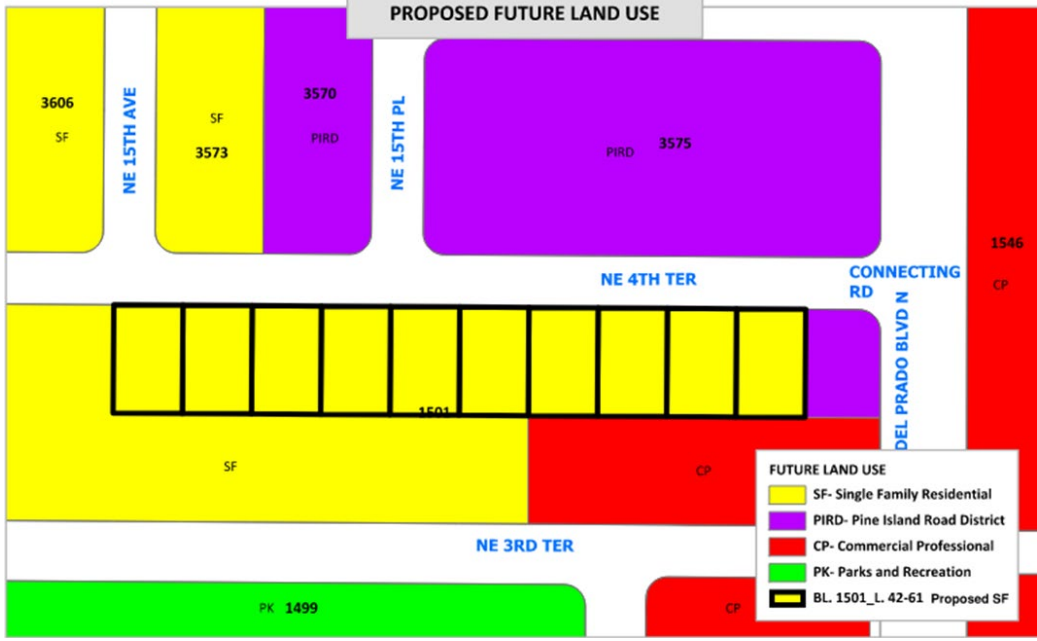 PROPOSED FUTURE LAND USE
3606
SF
NE 15TH AVE
SF
3573
3570
PIRD
NE 15TH PL
PIRD 3575
1546
CP
NE 4TH TER
CONNECTING
RD
DEL PRADO BLVD N
1501
SF
CP
NE 3RD TER
PK 1499
CP
FUTURE LAND USE
SF- Single Family Residential
PIRD- Pine Island Road District
CP- Commercial Professional
PK- Parks and Recreation
BL. 1501_L. 42-61 Proposed SF